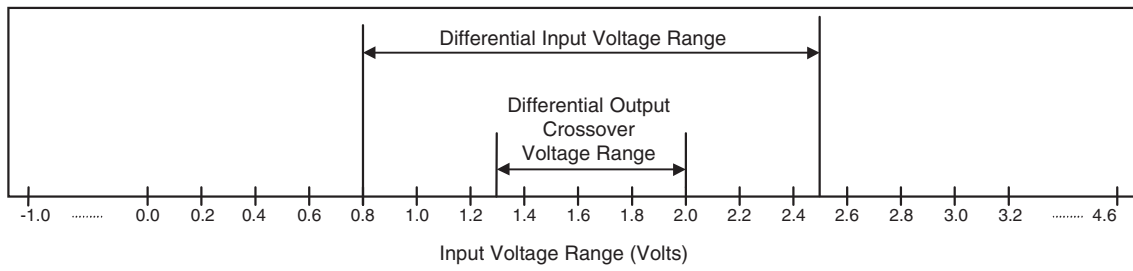 Differential Input Voltage Range
Differential Output
Crossover
Voltage Range
-1.0 ......... 0.0 0.2 0.4 0.6 0.8 1.0 1.2 1.4 1.6 1.8 2.0 2.2 2.4 2.6 2.8 3.0 3.2 ......... 4.6
Input Voltage Range (Volts)